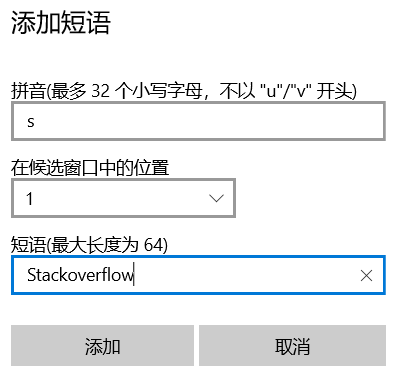 添加短语
拼音(最多 32 个小写字母，不以 "u"/"v" 开头)
s
在候选窗口中的位置
1
短语(最大长度为 64)
Stackoverflow
添加
取消